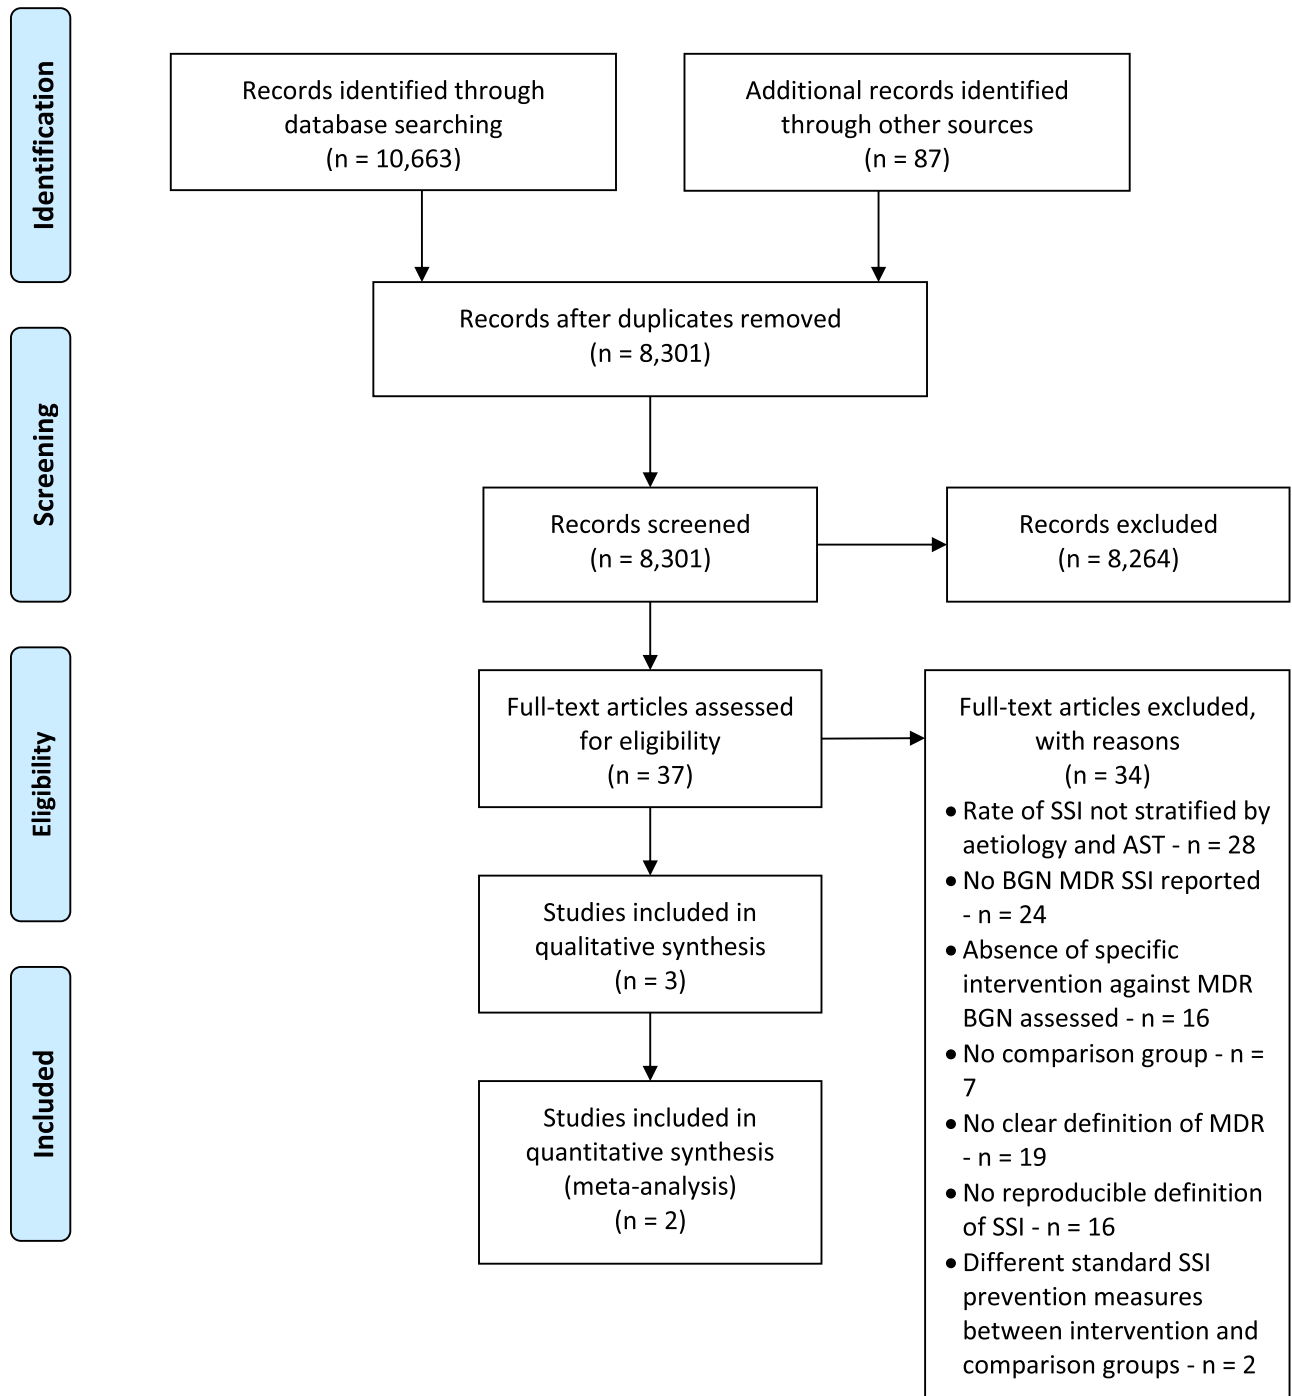 Identification
Records identified through
database searching
(n = 10,663)
Additional records identified
through other sources
(n = 87)
Records after duplicates removed
(n = 8,301)
Screening
Records screened
(n = 8,301)
Records excluded
(n = 8,264)
Eligibility
Full-text articles assessed
for eligibility
(n = 37)
Full-text articles excluded,
with reasons
(n = 34)
• Rate of SSI not stratified by
aetiology and AST - n = 28
• No BGN MDR SSI reported
- n = 24
• Absence of specific
intervention against MDR
BGN assessed - n = 16
• No comparison group - n =
7
• No clear definition of MDR
- n = 19
• No reproducible definition
of SSI - n = 16
• Different standard SSI
prevention measures
between intervention and
comparison groups - n = 2
Studies included in
qualitative synthesis
(n = 3)
Included
Studies included in
quantitative synthesis
(meta-analysis)
(n = 2)